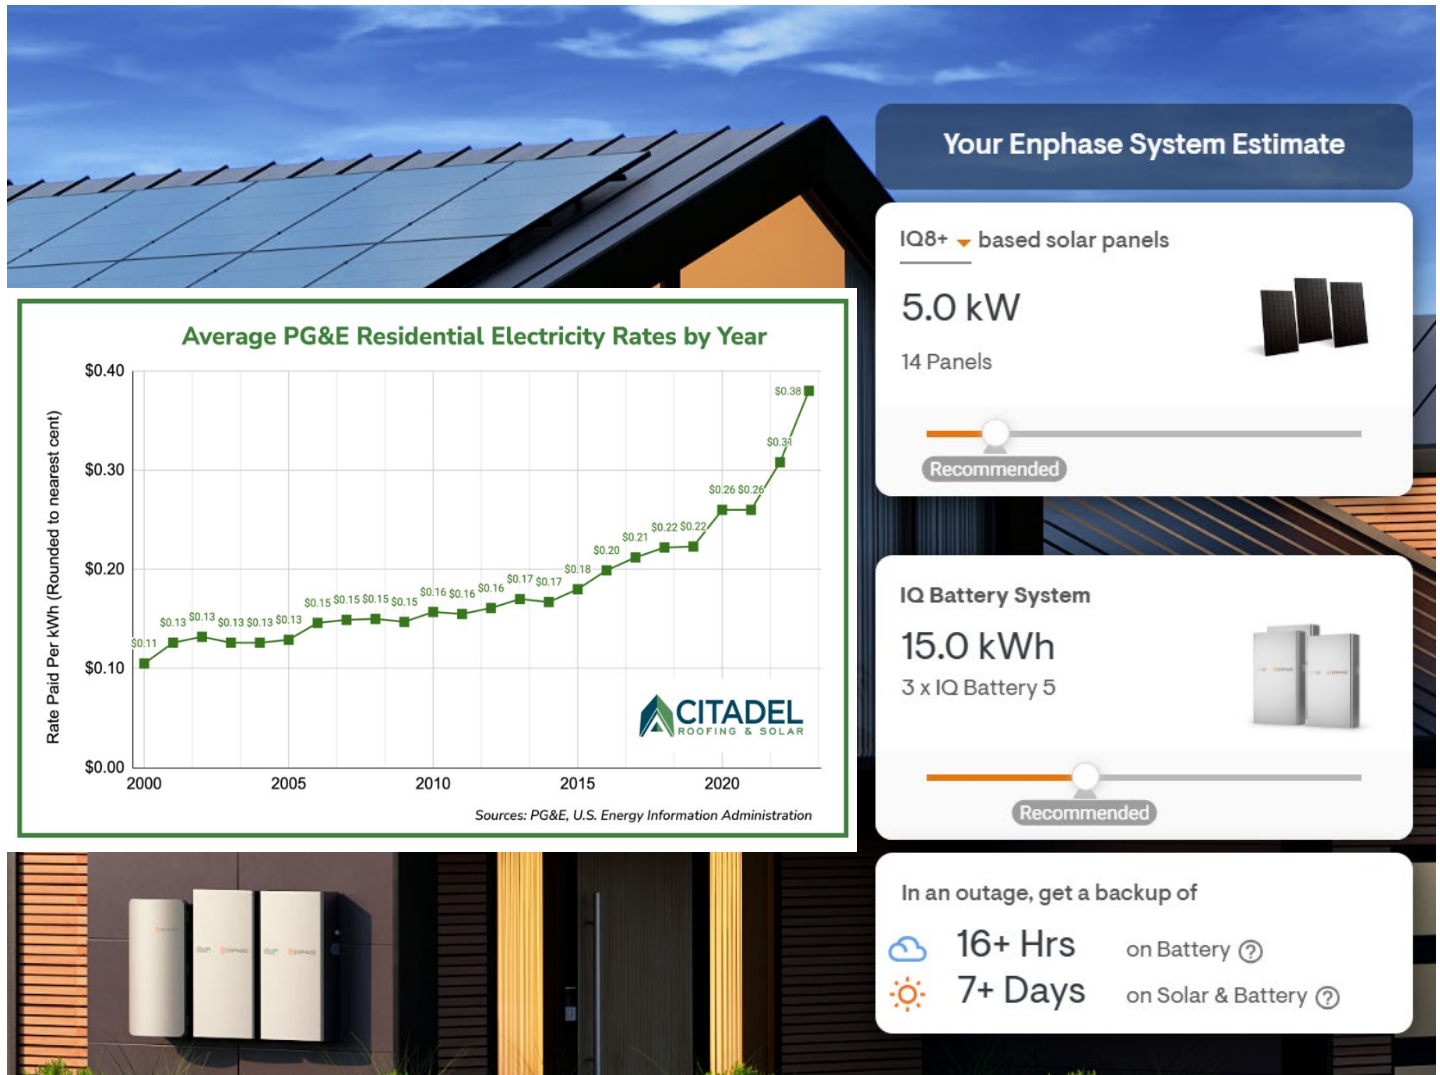 Your Enphase System Estimate
IQ8+ based solar panels
5.0 kW
14 Panels
Recommended
IQ Battery System
15.0 kWh
3 x IQ Battery 5
Recommended
In an outage, get a backup of
16+ Hrs on Battery ?
7+ Days on Solar & Battery ?
Average PG&E Residential Electricity Rates by Year
Rate Paid Per kWh (Rounded to nearest cent)
$0.40
$0.30
$0.20
$0.10
$0.00
$0.11
$0.13
$0.13
$0.13
$0.13
$0.13
$0.15
$0.15
$0.15
$0.15
$0.16
$0.16
$0.16
$0.17
$0.17
$0.18
$0.20
$0.21
$0.22
$0.22
$0.26
$0.26
$0.31
$0.38
2000
2005
2010
2015
2020
CITADEL
ROOFING & SOLAR
Sources: PG&E, U.S. Energy Information Administration
ENPHASE
ENPHASE